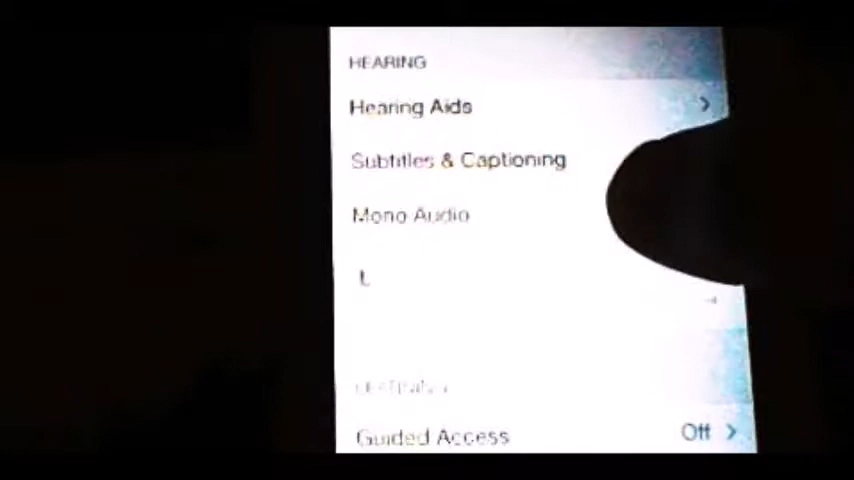 HEARING
Hearing Aids
Subtitles & Captioning
Mono Audio
L
Guided Access Off